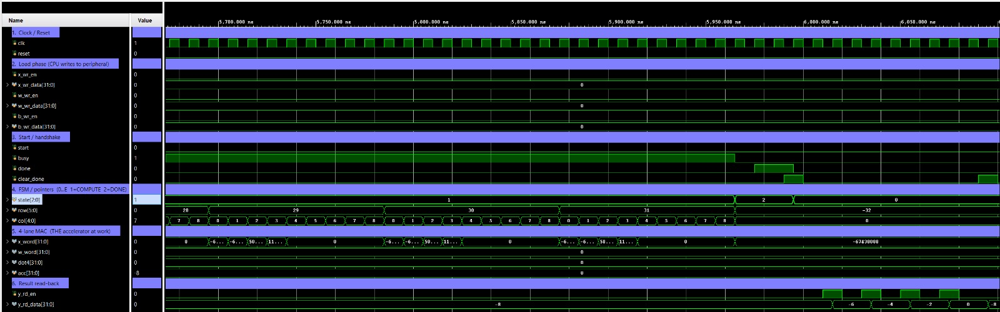 Name Value
5,700.000 ns 5,750.000 ns 5,800.000 ns 5,850.000 ns 5,900.000 ns 5,950.000 ns 6,000.000 ns 6,050.000 ns
1. Clock / Reset
clk 1
reset 0
2. Load phase (CPU writes to peripheral)
x_wr_en 0
x_wr_data[31:0] 0 0
w_wr_en 0
w_wr_data[31:0] 0 0
b_wr_en 0
b_wr_data[31:0] 0 0
3. Start / handshake
start 0
busy 1
done 0
clear_done 0
4. FSM / pointers (0...E 1=COMPUTE 2=DONE)
state[2:0] 1 1 2 0
row[5:0] 0 28 29 30 31 -32
col[4:0] 7 7 8 0 1 2 3 4 5 6 7 8 0 1 2 3 4 5 6 7 8 0 1 2 3 4 5 6 7 8 0
5. 4-lane MAC (THE accelerator at work)
x_word[31:0] 0 0 -6... -6... 50... 11... 0 -6... -6... 50... 11... 0 -6... -6... 50... 11... 0
w_word[31:0] 0 0
dot4[31:0] 0 0
acc[31:0] -8 0
6. Result read-back
y_rd_en 0
y_rd_data[31:0] 0 -8 -6 -4 -2 0 -8